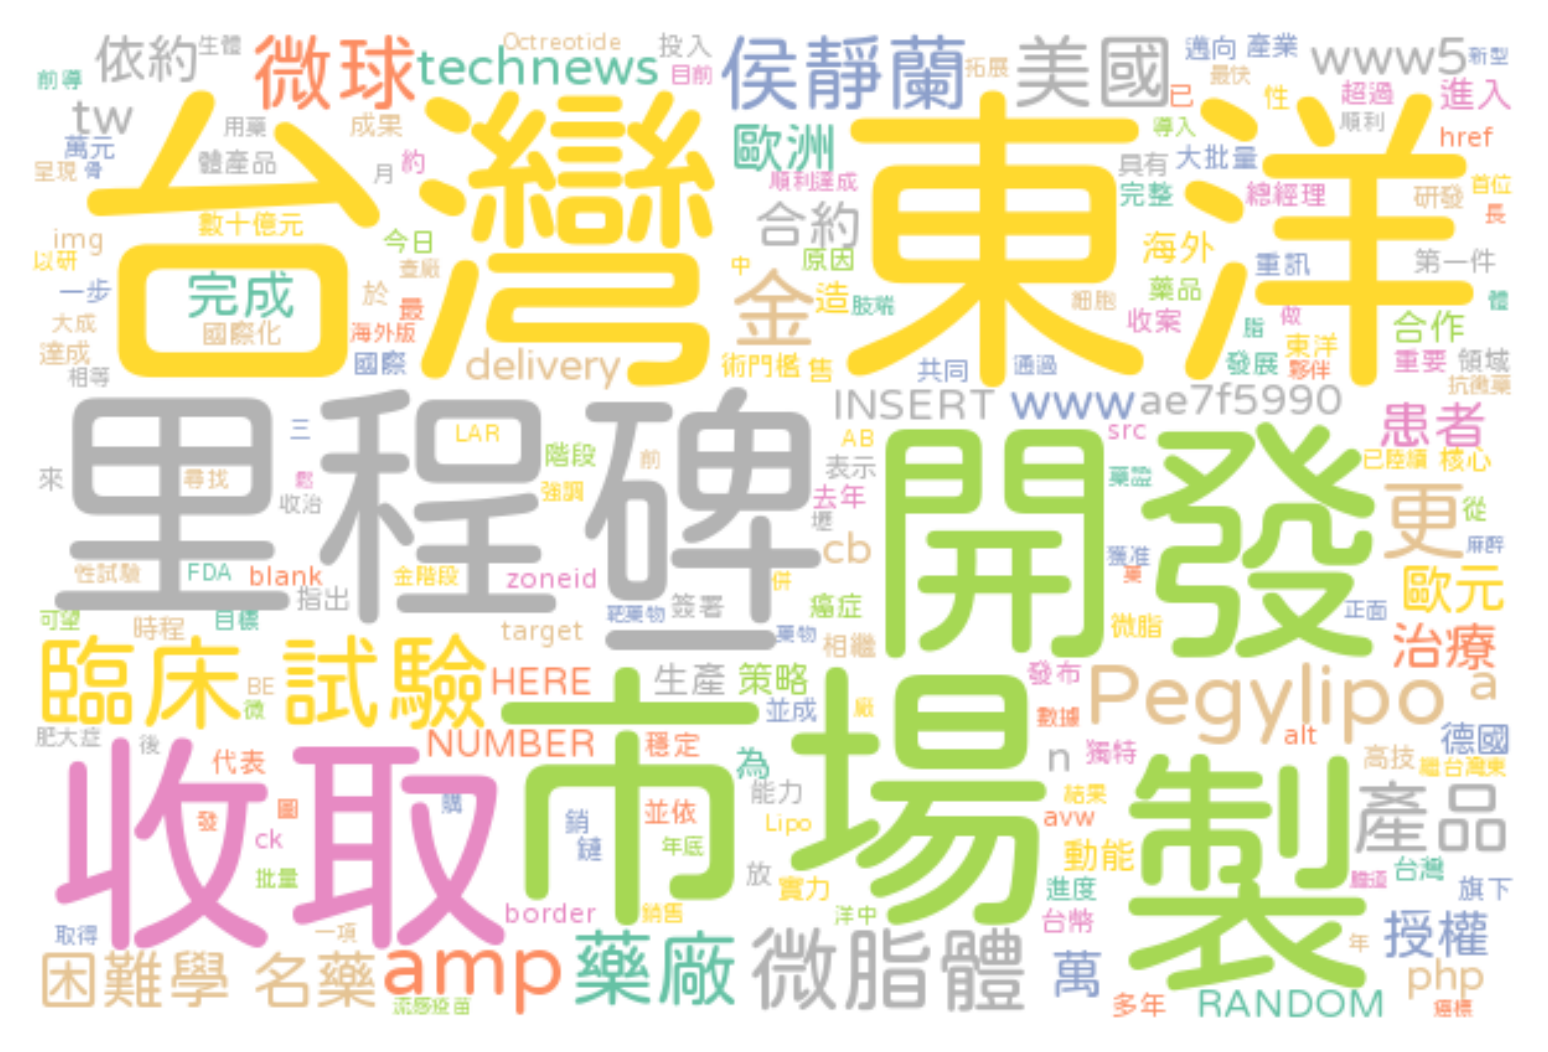 依約
生體
微球
technews
Octreotide
投入
目前
侯靜蘭
拓展
美國
邁向
產業
最快
www5
新型
前導
tw
用藥
成果
已
性
超過
進入
萬元
體產品
月
約
歐洲
順利達成
導入
具有
大批量
順利
href
呈現
骨
台灣
東洋
數十億元
合約
完整
總經理
研發
首位
長
img
以研
今日
原因
中
海外
重訊
第一件
一步
完成
於
最
金
造
肢端
細胞
藥品
收案
體
大成
國際化
海外版
脂
做
合作
達成
相等
國際
delivery
術門檻
售
共同
通過
發展
東洋
夥伴
重要
領域
里程碑
INSERT
www
ae7f5990
三
LAR
階段
前
AB
表示
src
患者
已陸續
核心
來
尋找
鬆
收治
強調
去年
開發
藥證
更
從
cb
獲准
麻醉
性試驗
FDA
blank
指出
金階段
zoneid
併
簽署
癌症
藥
歐元
可望
目標
時程
target
靶藥物
藥物
相繼
微脂
正面
治療
臨床
試驗
BE
微
HERE
生產
策略
發布
Pegylipo
a
肥大症
後
代表
NUMBER
穩定
並成
廠
數據
alt
德國
收取
市場
為
n
獨特
高技
繼台灣東
發
圖
購
能力
結果
製
產品
ck
銷
鏈
並依
Lipo
avw
批量
年底
放
實力
動能
進度
膽道
台灣
旗下
border
銷售
洋中
台幣
取得
一項
年
授權
困難學
名藥
amp
藥廠
微脂體
萬
php
流感疫苗
多年
RANDOM
癌標